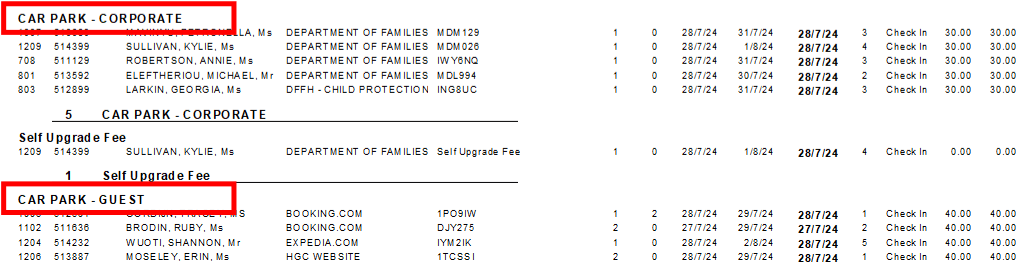 CAR PARK - CORPORATE
MAVINYU, PETRONELLA, Ms DEPARTMENT OF FAMILIES MDM129 1 0 28/7/24 31/7/24 28/7/24 3 Check In 30.00 30.00
1209 514399 SULLIVAN, KYLIE, Ms DEPARTMENT OF FAMILIES MDM026 1 0 28/7/24 1/8/24 28/7/24 4 Check In 30.00 30.00
708 511129 ROBERTSON, ANNIE, Ms DEPARTMENT OF FAMILIES IWY6NQ 1 0 28/7/24 31/7/24 28/7/24 3 Check In 30.00 30.00
801 513592 ELEFTHERIOU, MICHAEL, Mr DEPARTMENT OF FAMILIES MDL994 1 0 28/7/24 30/7/24 28/7/24 2 Check In 30.00 30.00
803 512899 LARKIN, GEORGIA, Ms DFFH - CHILD PROTECTION ING8UC 1 0 28/7/24 31/7/24 28/7/24 3 Check In 30.00 30.00
5 CAR PARK - CORPORATE
Self Upgrade Fee
1209 514399 SULLIVAN, KYLIE, Ms DEPARTMENT OF FAMILIES Self Upgrade Fee 1 0 28/7/24 1/8/24 28/7/24 4 Check In 0.00 0.00
1 Self Upgrade Fee
CAR PARK - GUEST
BOOKING.COM 1PO9IW 1 2 28/7/24 29/7/24 28/7/24 1 Check In 40.00 40.00
1102 511636 BRODIN, RUBY, Ms BOOKING.COM DJY275 2 0 27/7/24 29/7/24 27/7/24 2 Check In 40.00 40.00
1204 514232 WUOTI, SHANNON, Mr EXPEDIA.COM IYM2IK 1 0 28/7/24 2/8/24 28/7/24 5 Check In 40.00 40.00
1206 513887 MOSELEY, ERIN, Ms HGC WEBSITE 1TCSSI 2 0 28/7/24 29/7/24 28/7/24 1 Check In 40.00 40.00